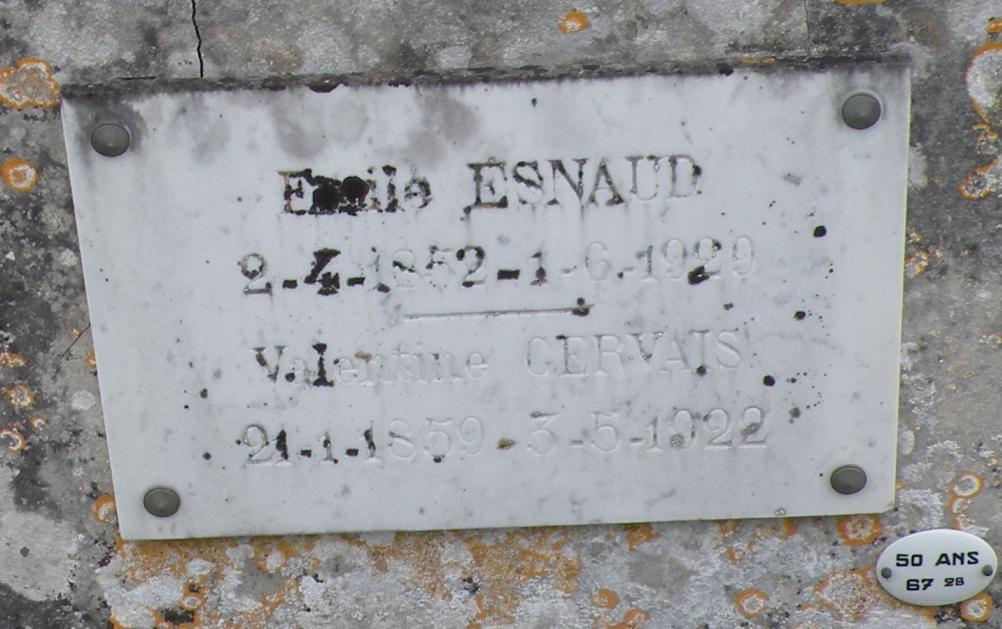 Emile ESNAUD
2-4-1852-1-6-1929
Valentine GERVAIS
21-1-1859-3-5-1922
50 ANS
67 28